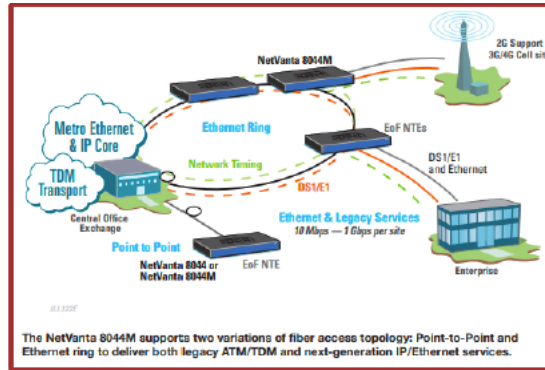 NetVanta 8044M
2G Support
3G/4G Cell site
Ethernet Ring
EoF NTEs
Metro Ethernet
& IP Core
TDM
Transport
Network Timing
DS1/E1
DS1/E1
and Ethernet
Central Office
Exchange
Ethernet & Legacy Services
10 Mbps — 1 Gbps per site
Point to Point
NetVanta 8044 or
NetVanta 8044M
EoF NTE
Enterprise
The NetVanta 8044M supports two variations of fiber access topology: Point-to-Point and
Ethernet ring to deliver both legacy ATM/TDM and next-generation IP/Ethernet services.